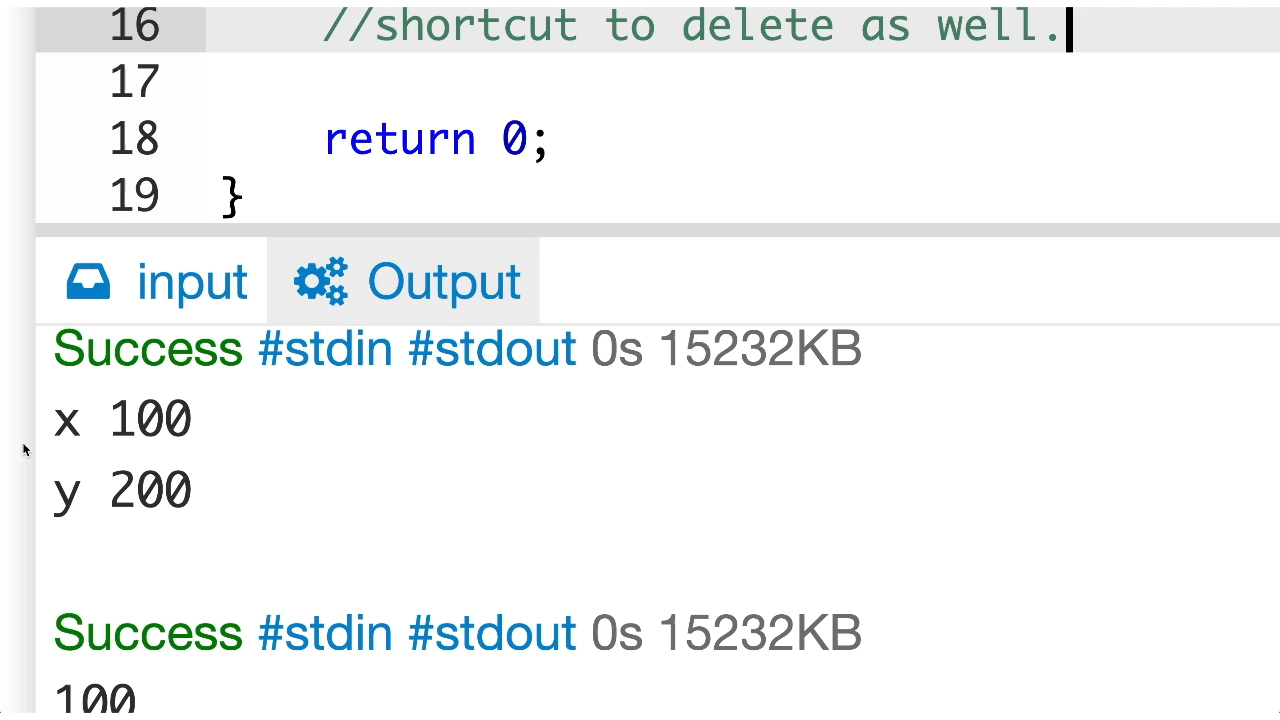 16 //shortcut to delete as well.
17
18 return 0;
19 }
input Output
Success #stdin #stdout 0s 15232KB
x 100
y 200
Success #stdin #stdout 0s 15232KB
100